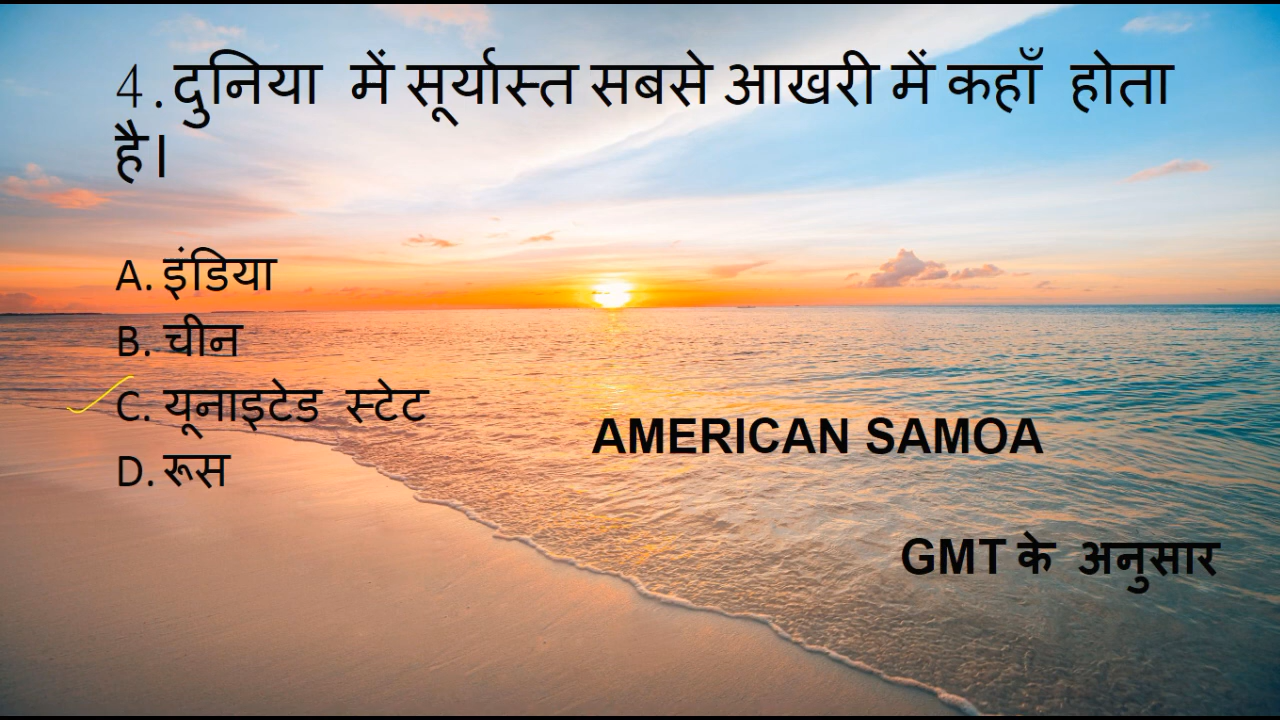 4.दुनिया में सूर्यास्त सबसे आखरी में कहाँ होता
है।
A. इंडिया
B. चीन
C. यूनाइटेड स्टेट
D. रूस
AMERICAN SAMOA
GMT के अनुसार